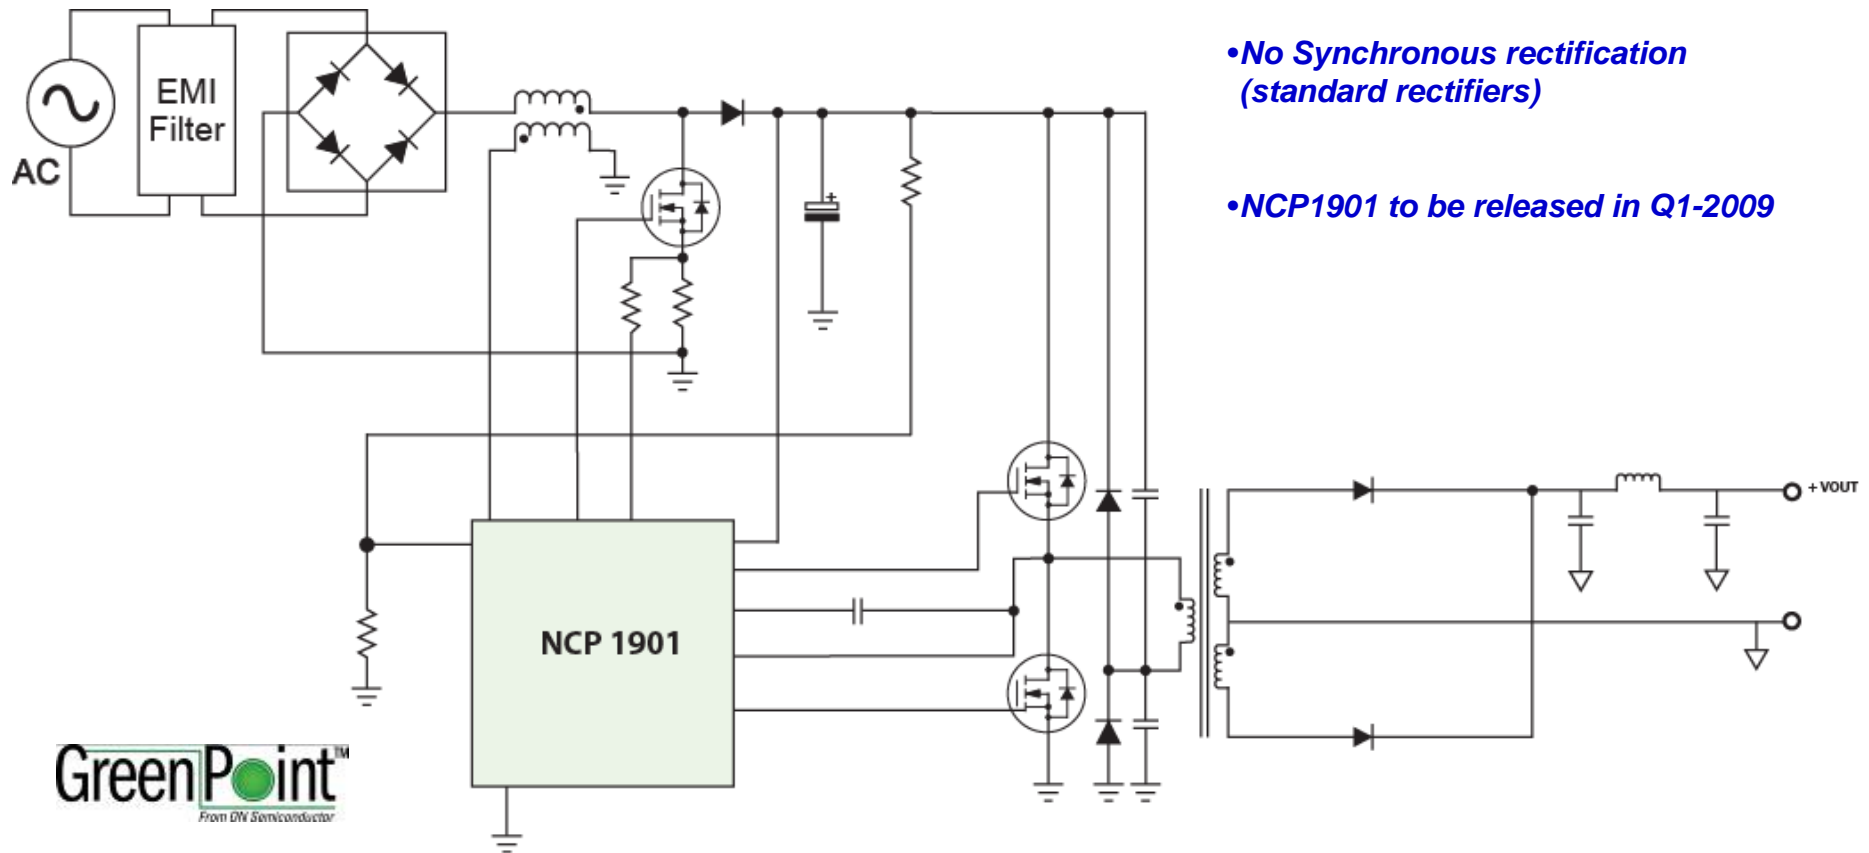 •No Synchronous rectification
(standard rectifiers)
•NCP1901 to be released in Q1-2009
EMI
Filter
AC
+ VOUT
NCP 1901
GreenPoint™
From ON Semiconductor